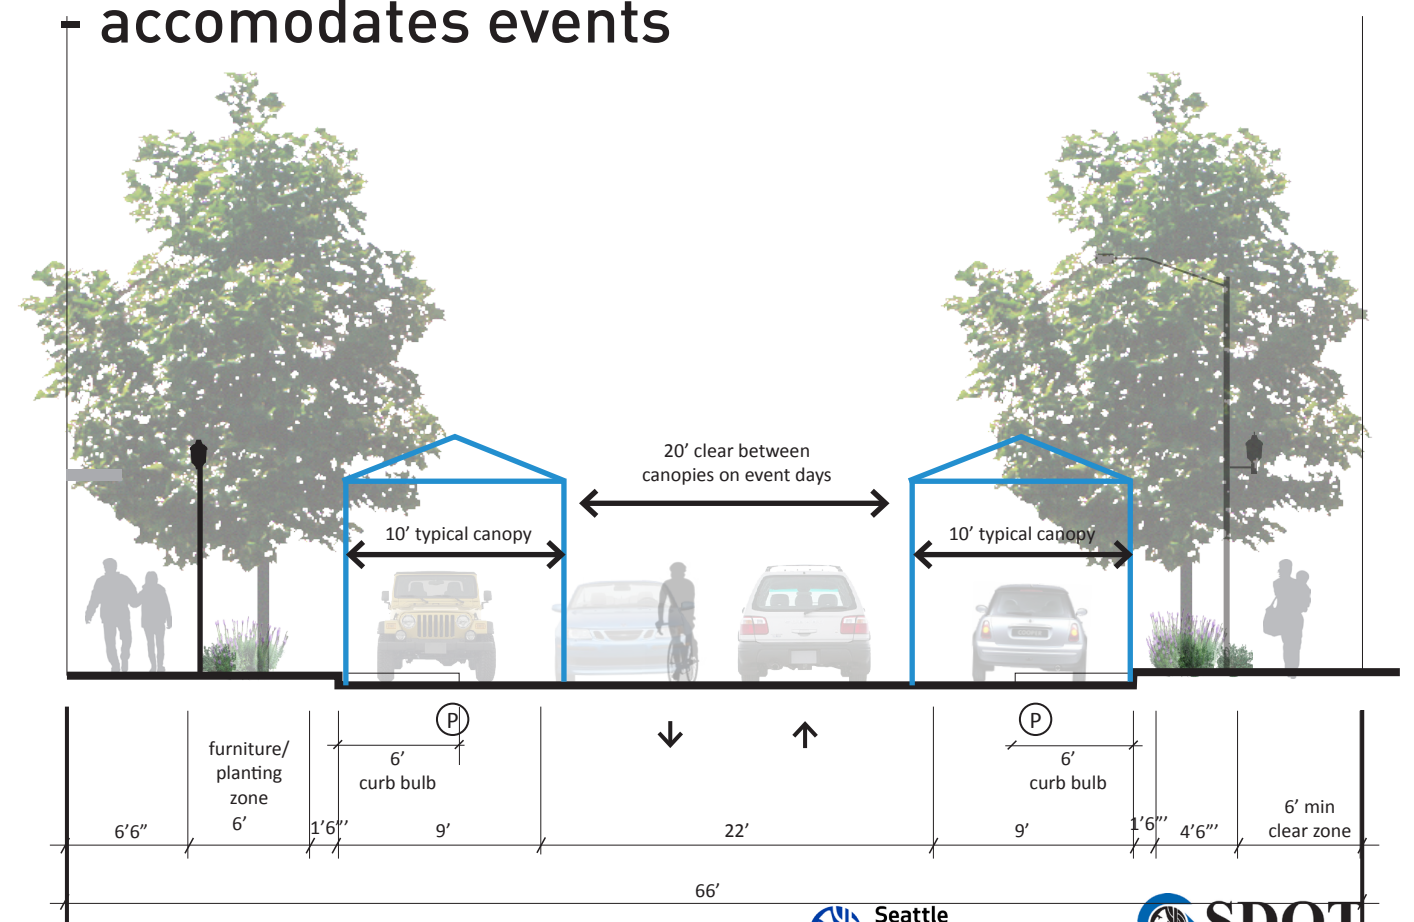 - accomodates events
20’ clear between
canopies on event days
10’ typical canopy
10’ typical canopy
P
P
furniture/
planting
zone
6’
6’
curb bulb
6’
curb bulb
6’6”
1’6”’
9’
22’
9’
1’6”’
4’6”’
6’ min
clear zone
66’
Seattle
SDOT